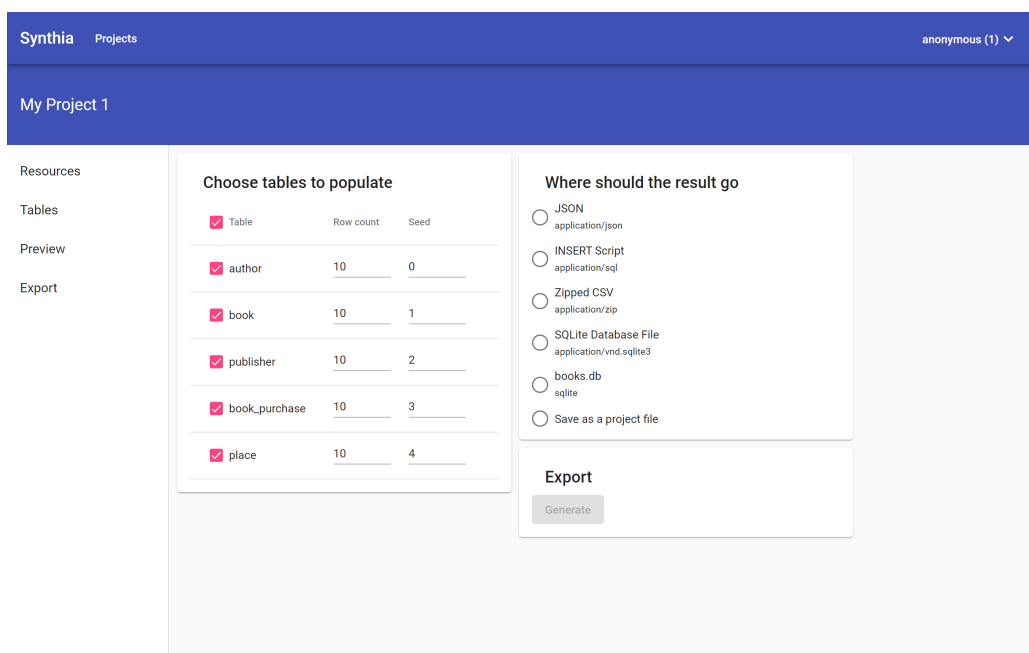 Synthia Projects anonymous (1)
My Project 1
Resources
Tables
Preview
Export
Choose tables to populate
Table Row count Seed
author 10 0
book 10 1
publisher 10 2
book_purchase 10 3
place 10 4
Where should the result go
JSON
application/json
INSERT Script
application/sql
Zipped CSV
application/zip
SQLite Database File
application/vnd.sqlite3
books.db
sqlite
Save as a project file
Export
Generate